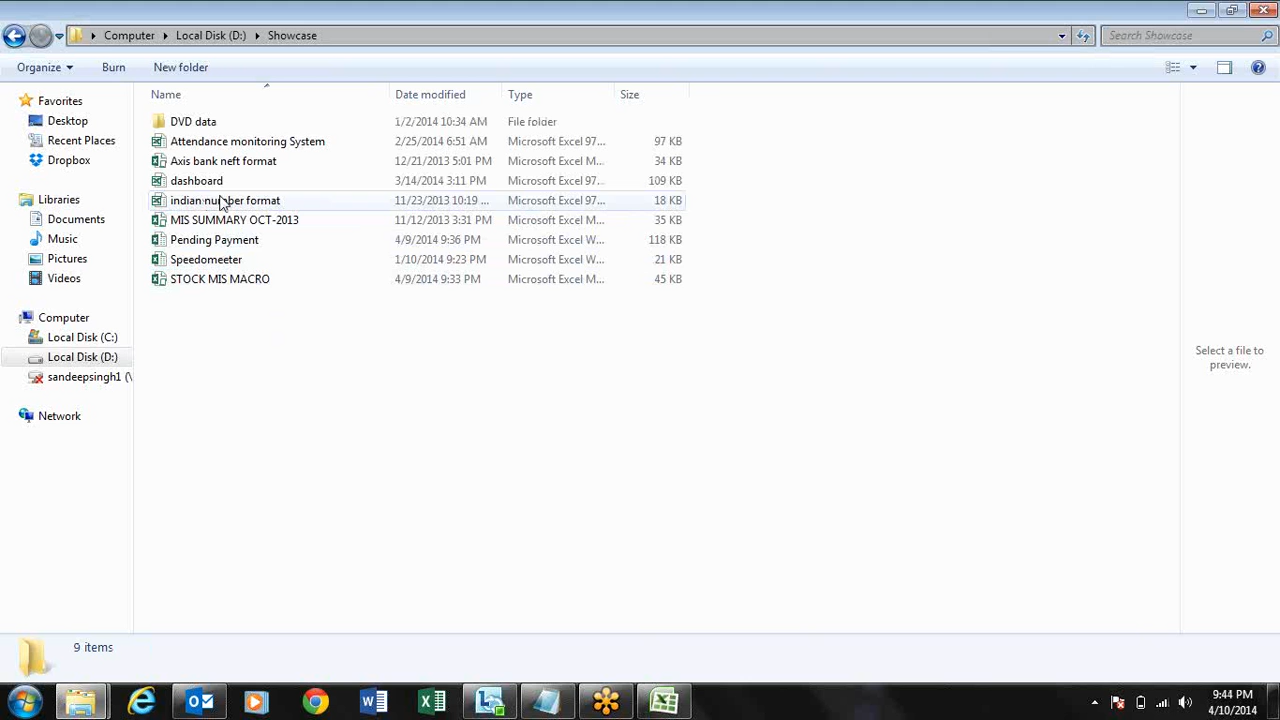 Computer Local Disk (D:) Showcase
Search Showcase
Organize Burn New folder
Name Date modified Type Size
Favorites
Desktop
Recent Places
Dropbox
Libraries
Documents
Music
Pictures
Videos
Computer
Local Disk (C:)
Local Disk (D:)
sandeepsingh1 (\
Network
DVD data 1/2/2014 10:34 AM File folder
Attendance monitoring System 2/25/2014 6:51 AM Microsoft Excel 97... 97 KB
Axis bank neft format 12/21/2013 5:01 PM Microsoft Excel M... 34 KB
dashboard 3/14/2014 3:11 PM Microsoft Excel 97... 109 KB
indian number format 11/23/2013 10:19 ... Microsoft Excel 97... 18 KB
MIS SUMMARY OCT-2013 11/12/2013 3:31 PM Microsoft Excel M... 35 KB
Pending Payment 4/9/2014 9:36 PM Microsoft Excel W... 118 KB
Speedomeeter 1/10/2014 9:23 PM Microsoft Excel W... 21 KB
STOCK MIS MACRO 4/9/2014 9:33 PM Microsoft Excel M... 45 KB
Select a file to
preview.
9 items
9:44 PM
4/10/2014